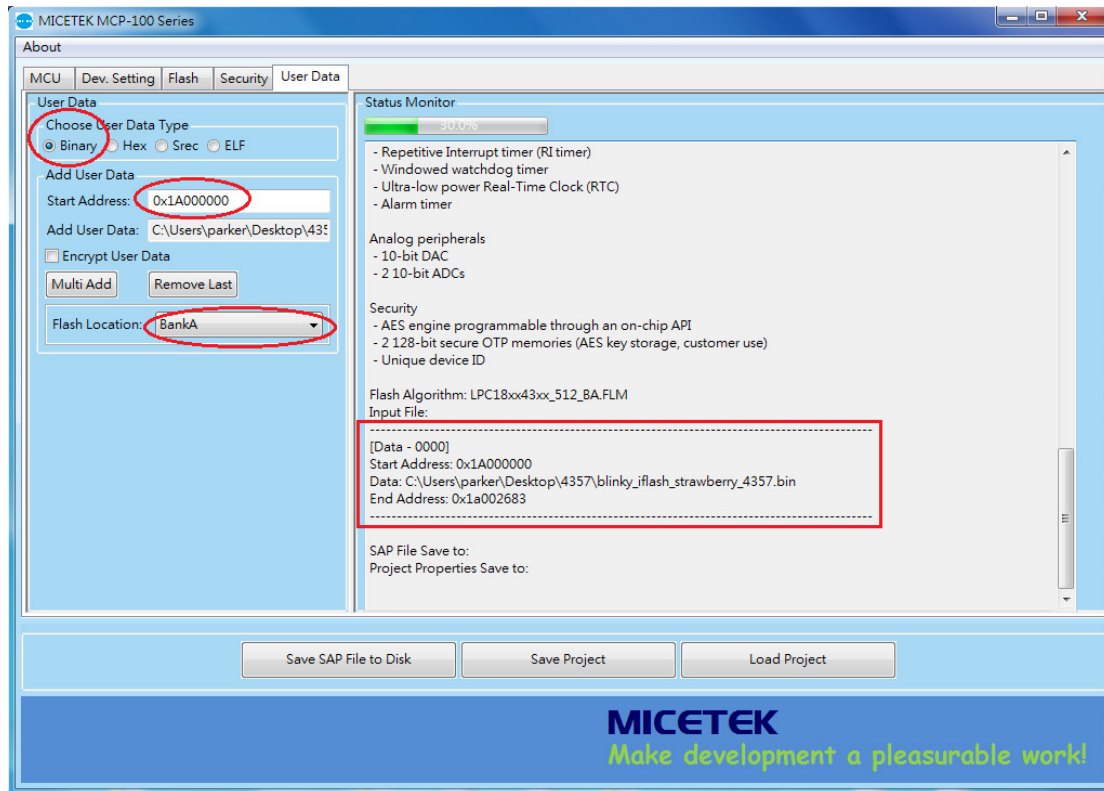 MICETEK MCP-100 Series
About
MCU Dev. Setting Flash Security User Data
User Data
Choose User Data Type
Binary Hex Srec ELF
Add User Data
Start Address: 0x1A000000
Add User Data: C:\Users\parker\Desktop\435
Encrypt User Data
Multi Add Remove Last
Flash Location: BankA
Status Monitor
30.0%
- Repetitive Interrupt timer (RI timer)
- Windowed watchdog timer
- Ultra-low power Real-Time Clock (RTC)
- Alarm timer
Analog peripherals
- 10-bit DAC
- 2 10-bit ADCs
Security
- AES engine programmable through an on-chip API
- 2 128-bit secure OTP memories (AES key storage, customer use)
- Unique device ID
Flash Algorithm: LPC18xx43xx_512_BA.FLM
Input File:
[Data - 0000]
Start Address: 0x1A000000
Data: C:\Users\parker\Desktop\4357\blinky_iflash_strawberry_4357.bin
End Address: 0x1a002683
SAP File Save to:
Project Properties Save to:
Save SAP File to Disk Save Project Load Project
MICETEK
Make development a pleasurable work!